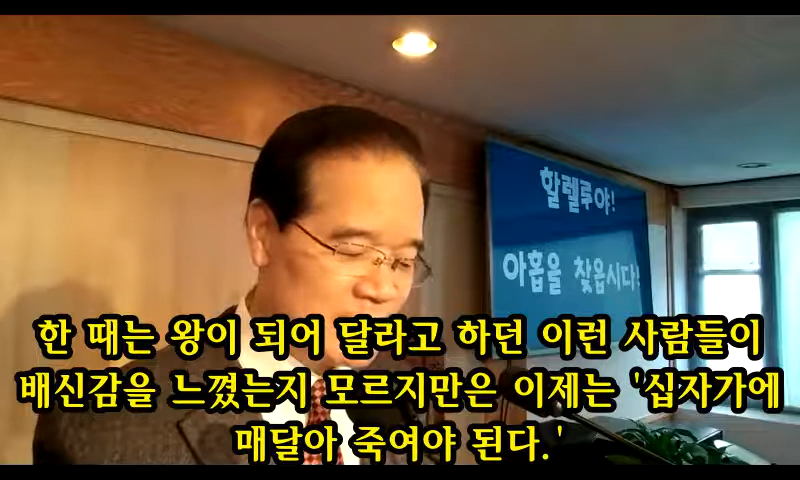 할렐루야!
아홉을 찾읍시다!
한 때는 왕이 되어 달라고 하던 이런 사람들이
배신감을 느꼈는지 모르지만은 이제는 '십자가에
매달아 죽여야 된다.'